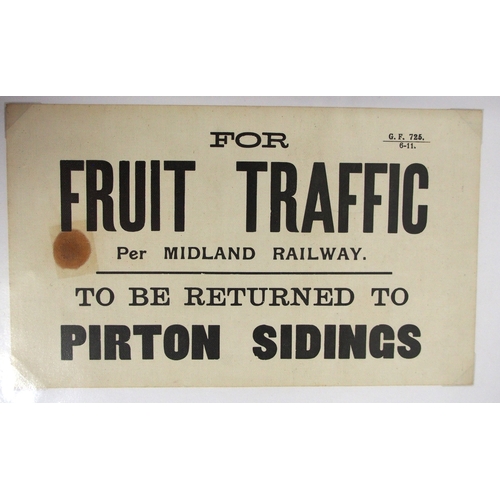 FOR
G. F. 725.
6-11.
FRUIT TRAFFIC
Per MIDLAND RAILWAY.
TO BE RETURNED TO
PIRTON SIDINGS